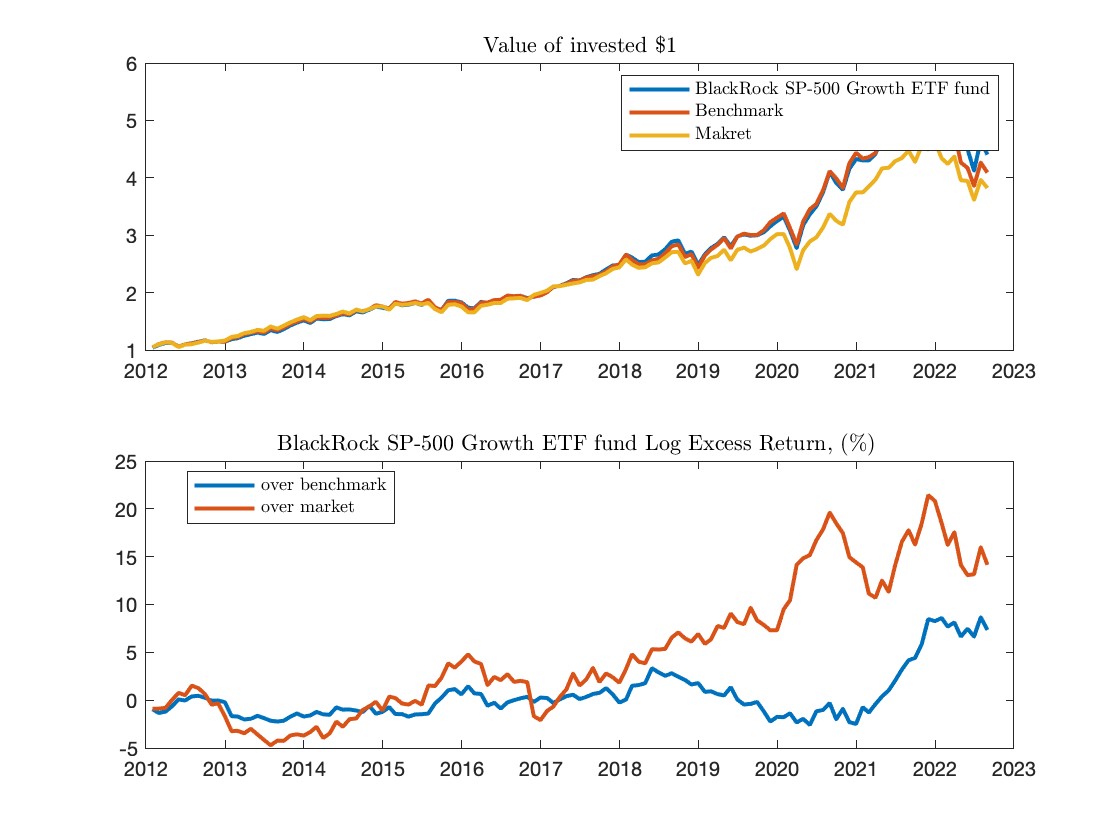 Value of invested $1
6
5
4
3
2
1
BlackRock SP-500 Growth ETF fund
Benchmark
Makret
2012 2013 2014 2015 2016 2017 2018 2019 2020 2021 2022 2023
BlackRock SP-500 Growth ETF fund Log Excess Return, (%)
25
20
15
10
5
0
-5
over benchmark
over market
2012 2013 2014 2015 2016 2017 2018 2019 2020 2021 2022 2023